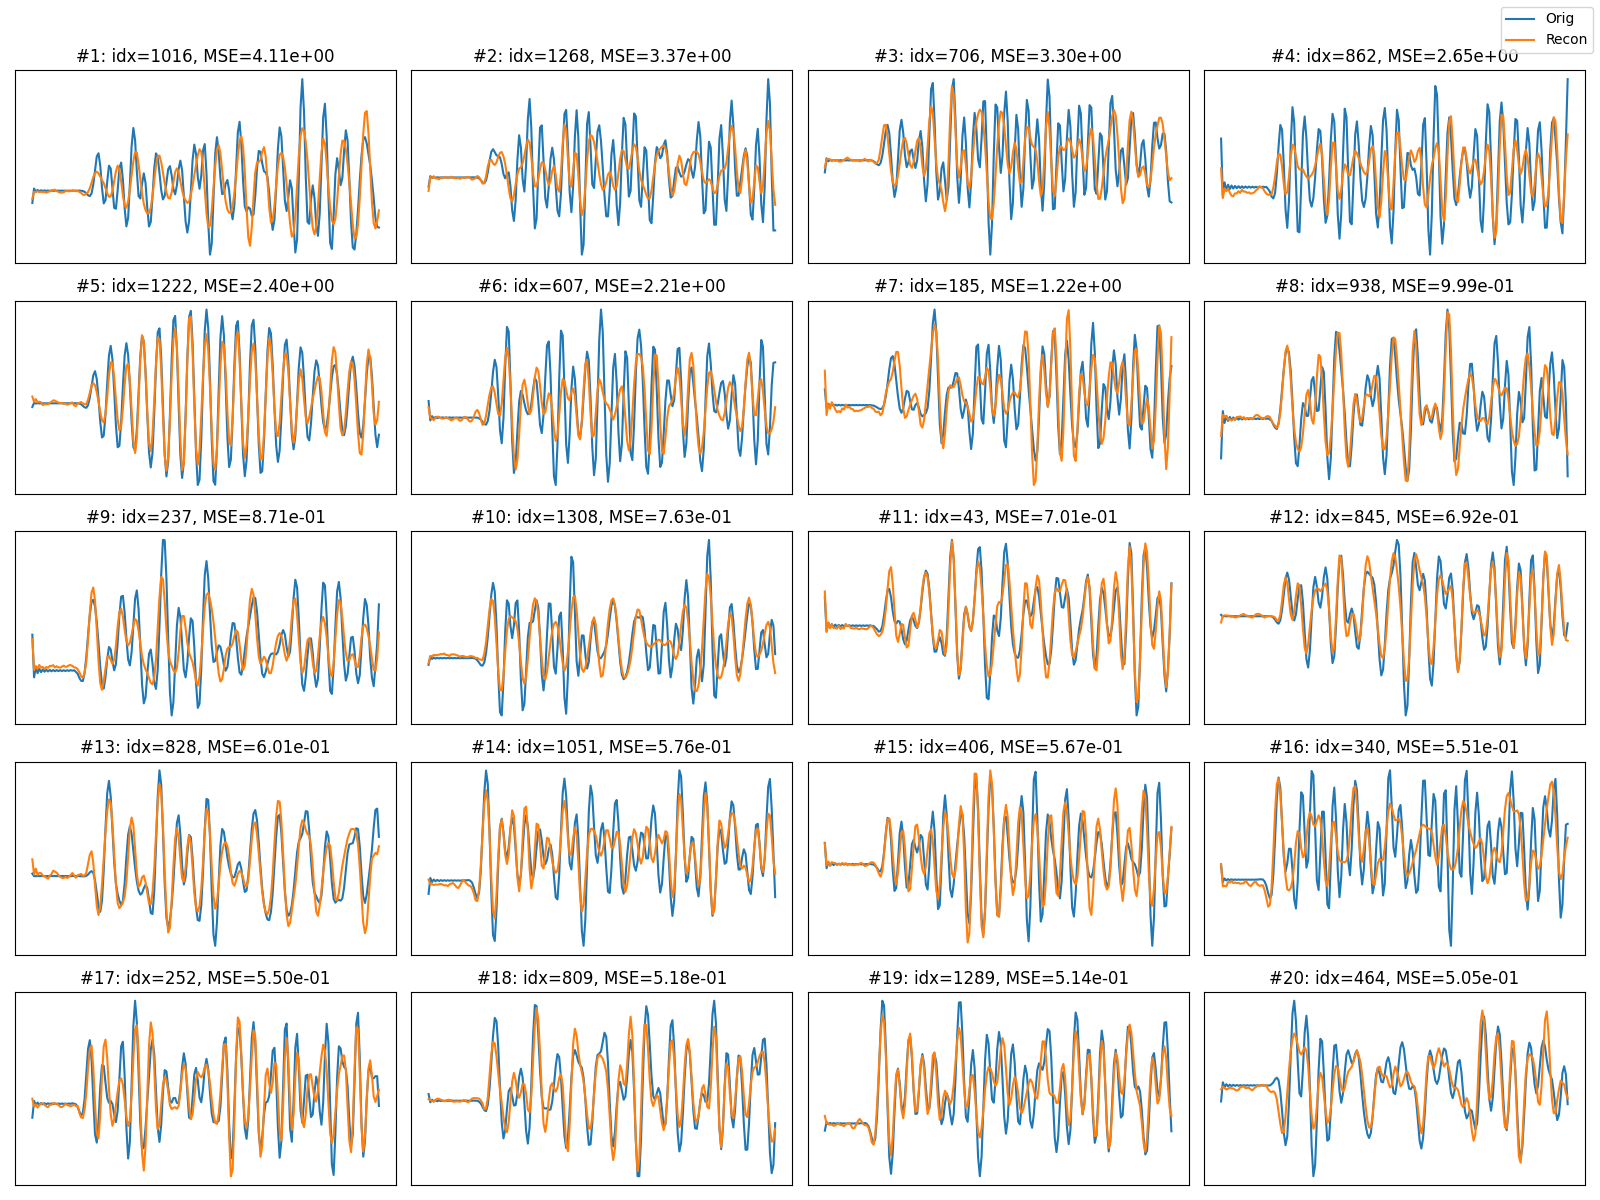 Orig
Recon
#1: idx=1016, MSE=4.11e+00
#2: idx=1268, MSE=3.37e+00
#3: idx=706, MSE=3.30e+00
#4: idx=862, MSE=2.65e+00
#5: idx=1222, MSE=2.40e+00
#6: idx=607, MSE=2.21e+00
#7: idx=185, MSE=1.22e+00
#8: idx=938, MSE=9.99e-01
#9: idx=237, MSE=8.71e-01
#10: idx=1308, MSE=7.63e-01
#11: idx=43, MSE=7.01e-01
#12: idx=845, MSE=6.92e-01
#13: idx=828, MSE=6.01e-01
#14: idx=1051, MSE=5.76e-01
#15: idx=406, MSE=5.67e-01
#16: idx=340, MSE=5.51e-01
#17: idx=252, MSE=5.50e-01
#18: idx=809, MSE=5.18e-01
#19: idx=1289, MSE=5.14e-01
#20: idx=464, MSE=5.05e-01